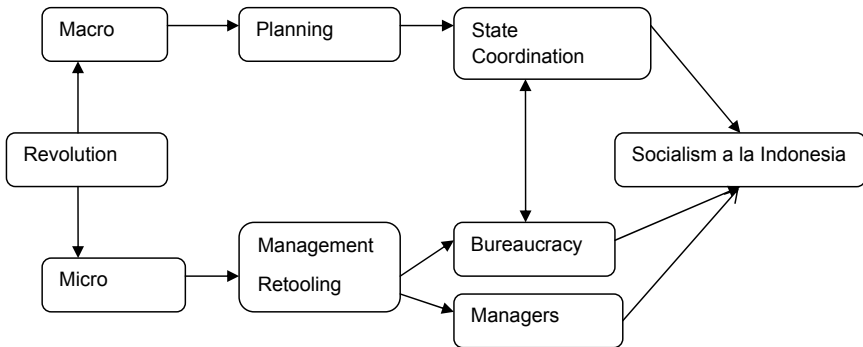 Macro
Planning
State
Coordination
Revolution
Socialism a la Indonesia
Management
Retooling
Bureaucracy
Micro
Managers